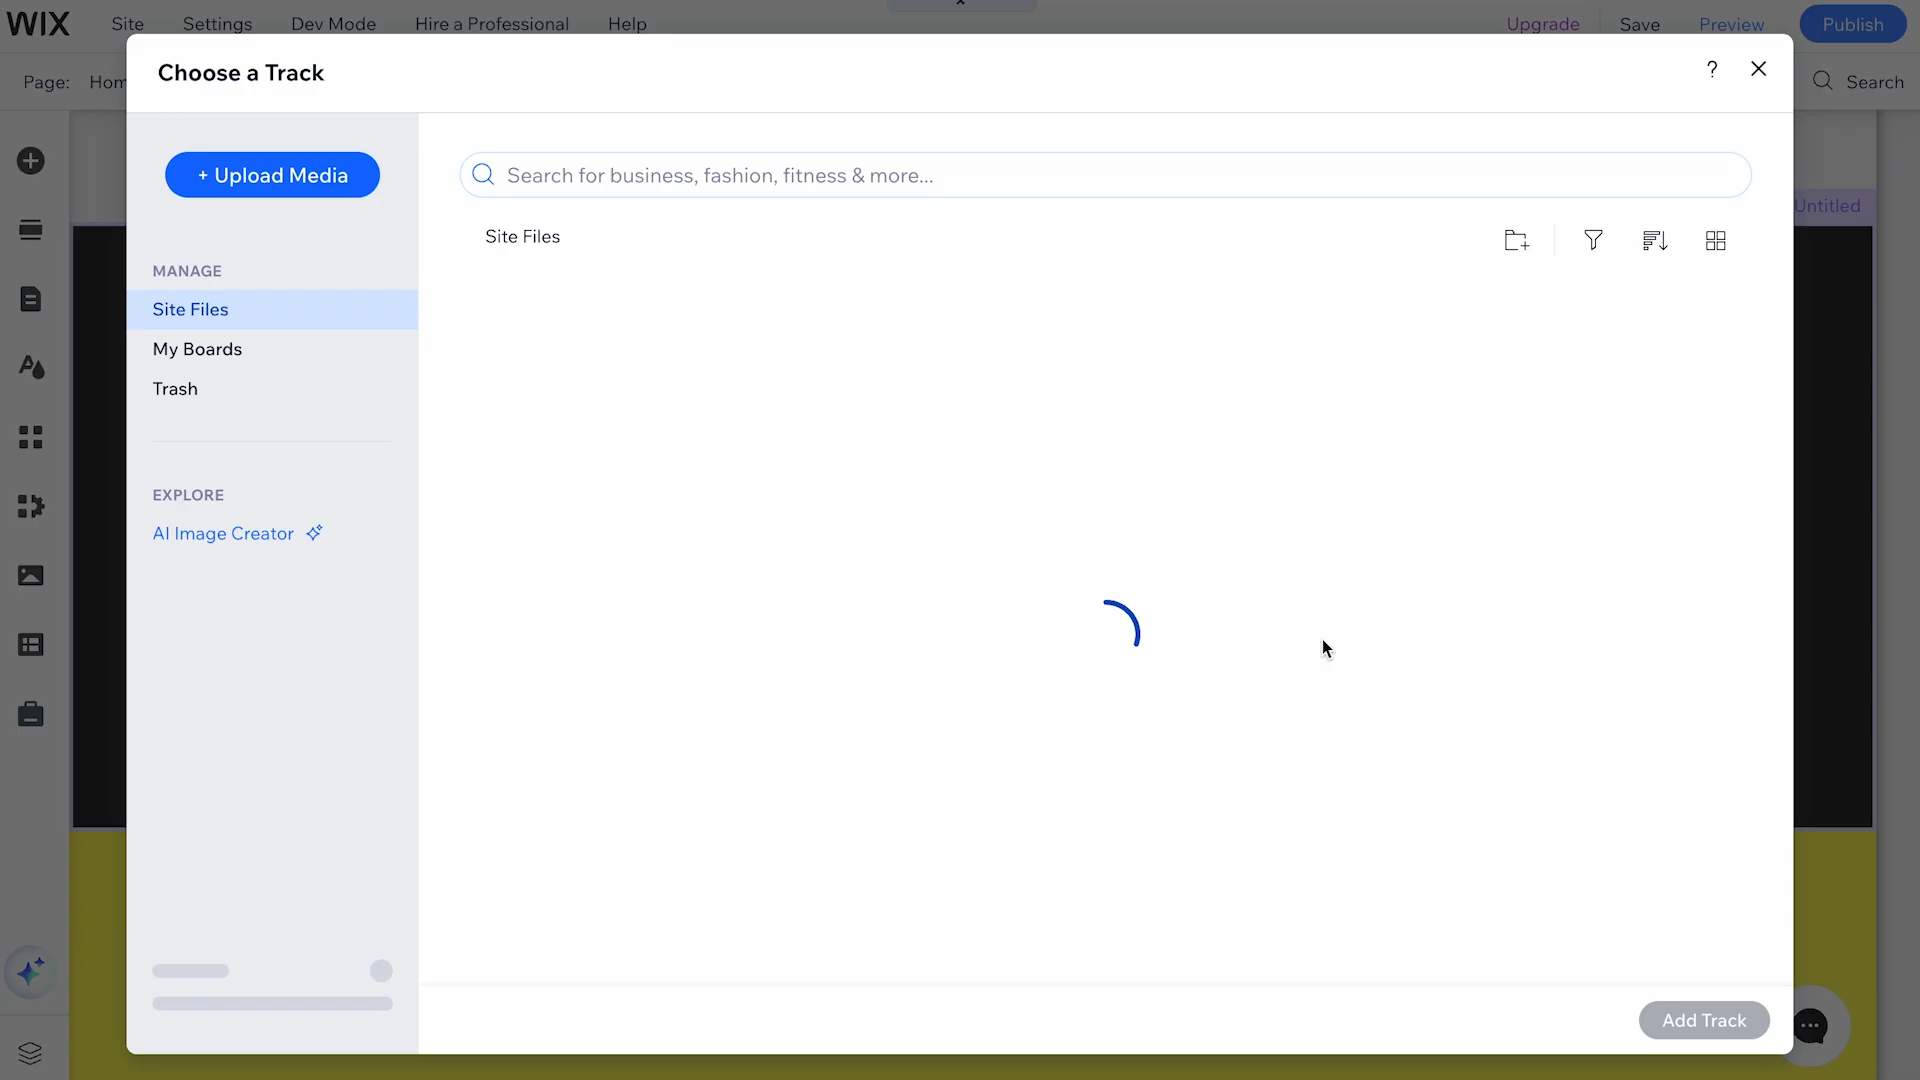 WIX Site Settings Dev Mode Hire a Professional Help Upgrade Save Preview Publish
Page: Hom Search
Choose a Track ?
+ Upload Media
Search for business, fashion, fitness & more...
Untitled
Site Files
MANAGE
Site Files
My Boards
Trash
EXPLORE
AI Image Creator
Add Track